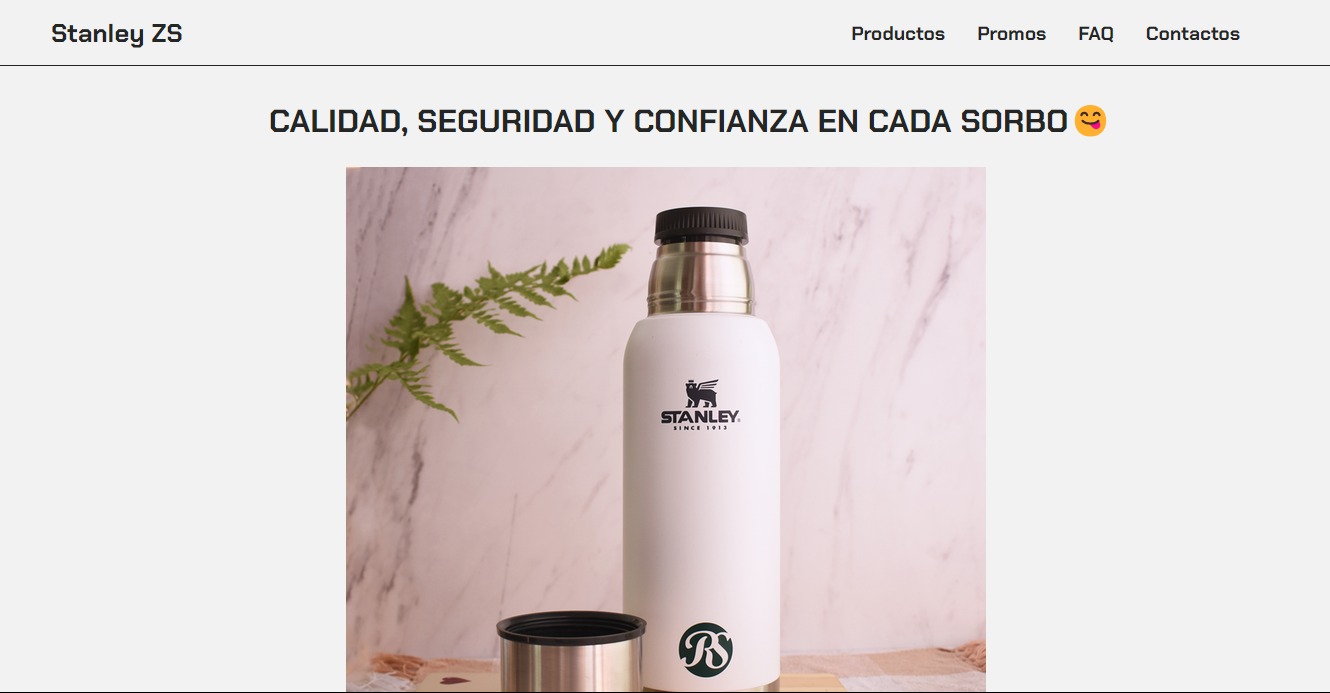 Stanley ZS
Productos Promos FAQ Contactos
CALIDAD, SEGURIDAD Y CONFIANZA EN CADA SORBO😋
STANLEY®
SINCE 1913
RS